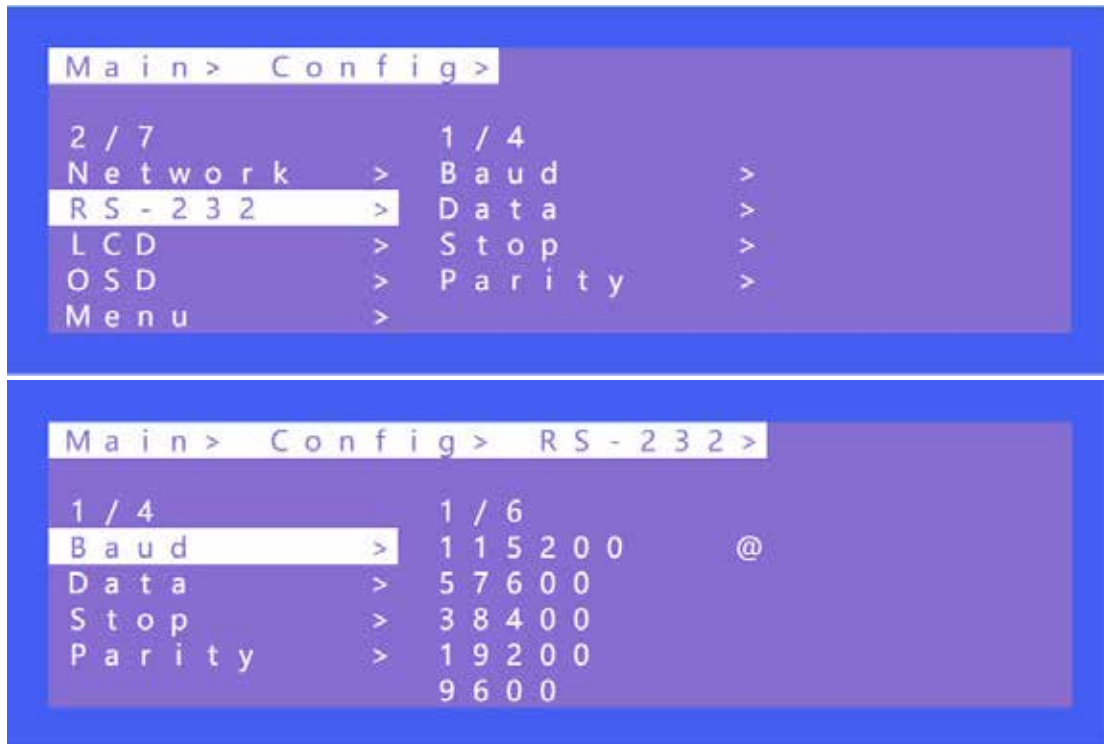 Main> Config>
2/7 1/4
Network > Baud >
RS-232 > Data >
LCD > Stop >
OSD > Parity >
Menu >
Main> Config> RS-232>
1/4 1/6
Baud > 115200 @
Data > 57600
Stop > 38400
Parity > 19200
9600